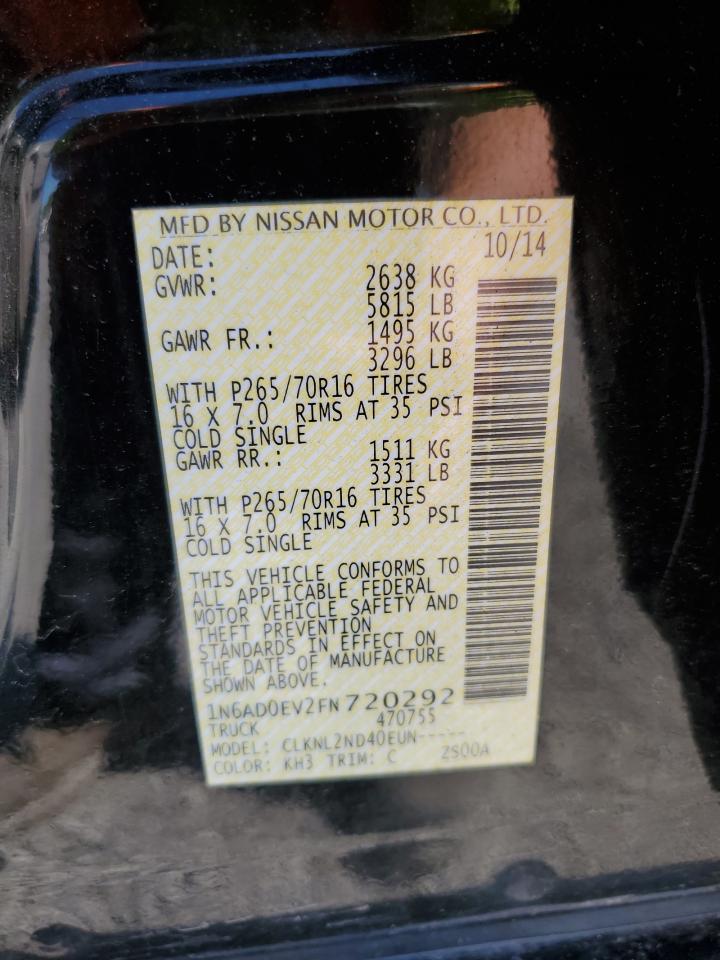 MFD BY NISSAN MOTOR CO., LTD.
DATE: 10/14
GVWR: 2638 KG
5815 LB
GAWR FR.: 1495 KG
3296 LB
WITH P265/70R16 TIRES
16 X 7.0 RIMS AT 35 PSI
COLD SINGLE
GAWR RR.: 1511 KG
3331 LB
WITH P265/70R16 TIRES
16 X 7.0 RIMS AT 35 PSI
COLD SINGLE
THIS VEHICLE CONFORMS TO
ALL APPLICABLE FEDERAL
MOTOR VEHICLE SAFETY AND
THEFT PREVENTION
STANDARDS IN EFFECT ON
THE DATE OF MANUFACTURE
SHOWN ABOVE.
1N6AD0EV2FN 720292
TRUCK 470755
MODEL: CLKNL2ND40EUN-----
COLOR: KH3 TRIM: C 2S00A